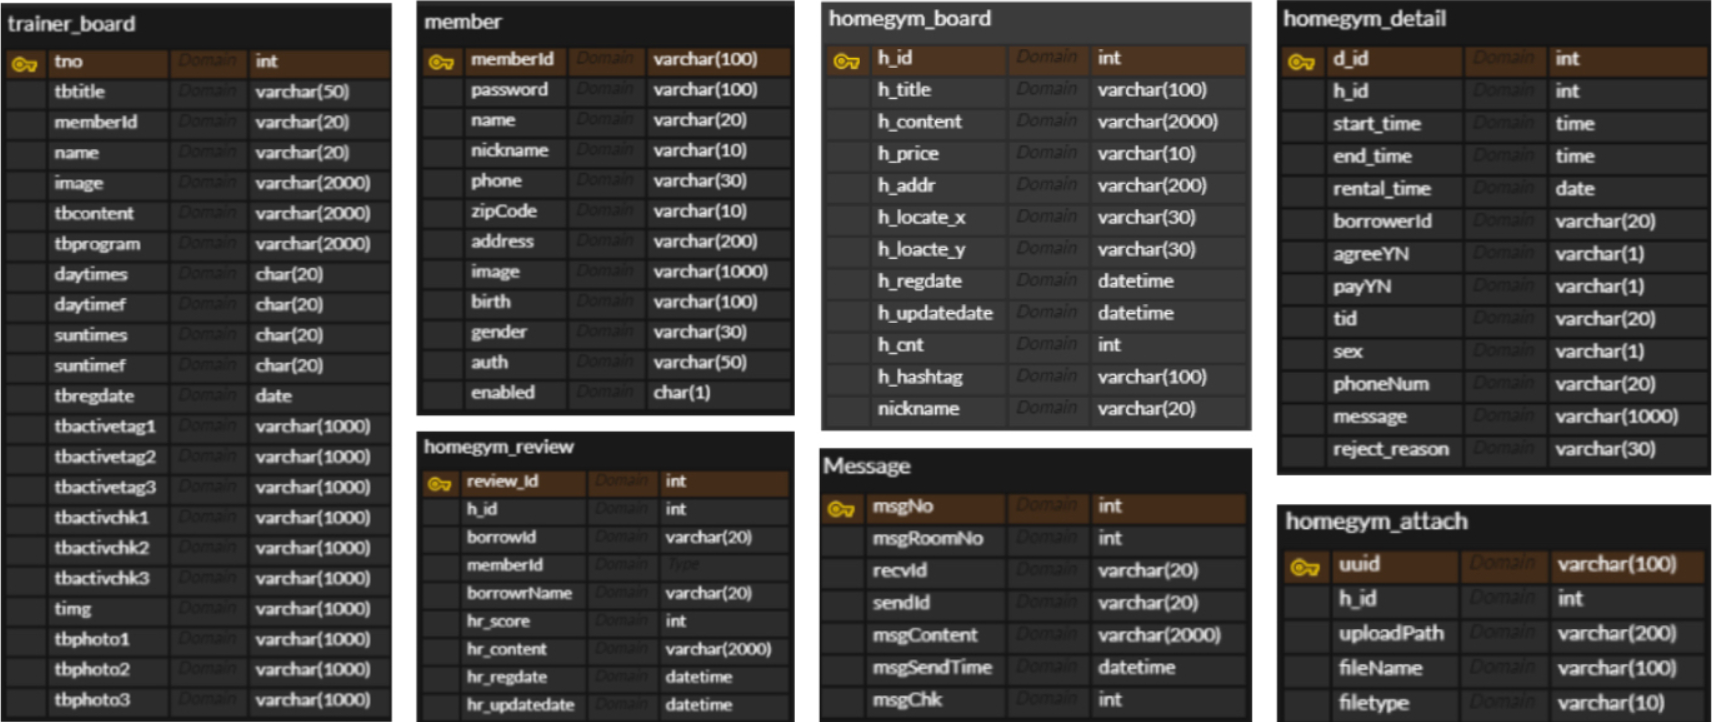 trainer_board
tno Domain int
tbtitle Domain varchar(50)
memberId Domain varchar(20)
name Domain varchar(20)
image Domain varchar(2000)
tbcontent Domain varchar(2000)
tbprogram Domain varchar(2000)
daytimes Domain char(20)
daytimef Domain char(20)
suntimes Domain char(20)
suntimef Domain char(20)
tbregdate Domain date
tbactivetag1 Domain varchar(1000)
tbactivetag2 Domain varchar(1000)
tbactivetag3 Domain varchar(1000)
tbactivchk1 Domain varchar(1000)
tbactivchk2 Domain varchar(1000)
tbactivchk3 Domain varchar(1000)
timg Domain varchar(1000)
tbphoto1 Domain varchar(1000)
tbphoto2 Domain varchar(1000)
tbphoto3 Domain varchar(1000)
member
memberId Domain varchar(100)
password Domain varchar(100)
name Domain varchar(20)
nickname Domain varchar(10)
phone Domain varchar(30)
zipCode Domain varchar(10)
address Domain varchar(200)
image Domain varchar(1000)
birth Domain varchar(100)
gender Domain varchar(30)
auth Domain varchar(50)
enabled Domain char(1)
homegym_review
review_Id Domain int
h_id Domain int
borrowId Domain varchar(20)
memberId Domain Type
borrowrName Domain varchar(20)
hr_score Domain int
hr_content Domain varchar(2000)
hr_regdate Domain datetime
hr_updatedate Domain datetime
homegym_board
h_id Domain int
h_title Domain varchar(100)
h_content Domain varchar(2000)
h_price Domain varchar(10)
h_addr Domain varchar(200)
h_locate_x Domain varchar(30)
h_loacte_y Domain varchar(30)
h_regdate Domain datetime
h_updatedate Domain datetime
h_cnt Domain int
h_hashtag Domain varchar(100)
nickname Domain varchar(20)
Message
msgNo Domain int
msgRoomNo Domain int
recvId Domain varchar(20)
sendId Domain varchar(20)
msgContent Domain varchar(2000)
msgSendTime Domain datetime
msgChk Domain int
homegym_detail
d_id Domain int
h_id Domain int
start_time Domain time
end_time Domain time
rental_time Domain date
borrowerId Domain varchar(20)
agreeYN Domain varchar(1)
payYN Domain varchar(1)
tid Domain varchar(20)
sex Domain varchar(1)
phoneNum Domain varchar(20)
message Domain varchar(1000)
reject_reason Domain varchar(30)
homegym_attach
uuid Domain varchar(100)
h_id Domain int
uploadPath Domain varchar(200)
fileName Domain varchar(100)
filetype Domain varchar(10)